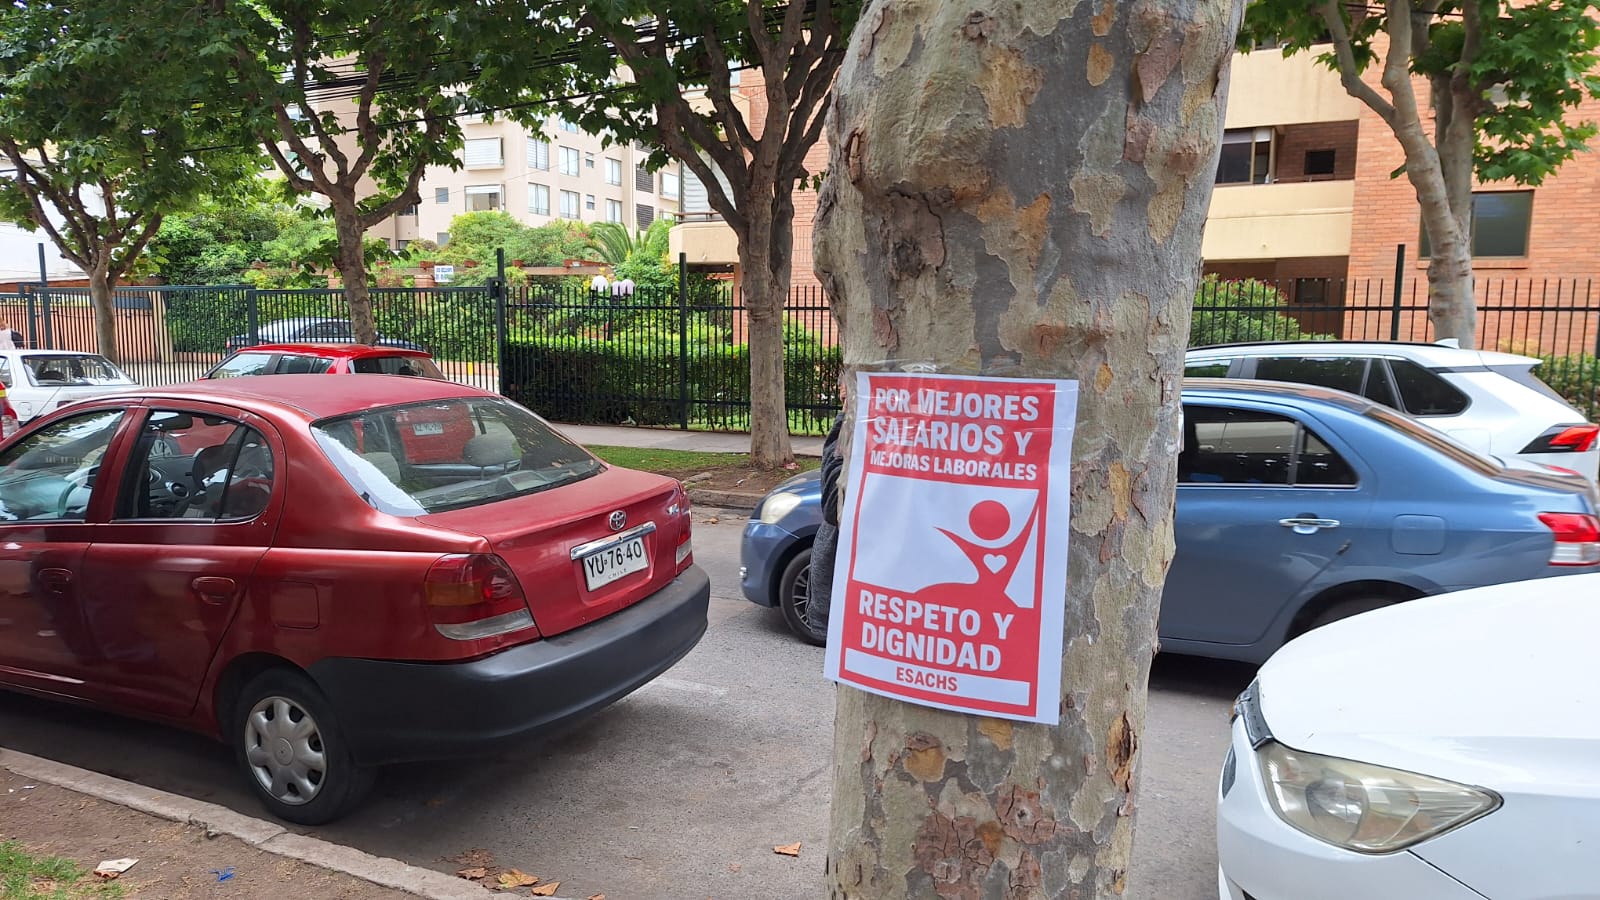 POR MEJORES
SALARIOS Y
MEJORAS LABORALES
RESPETO Y
DIGNIDAD
ESACHS
YU·76·40
CHILE